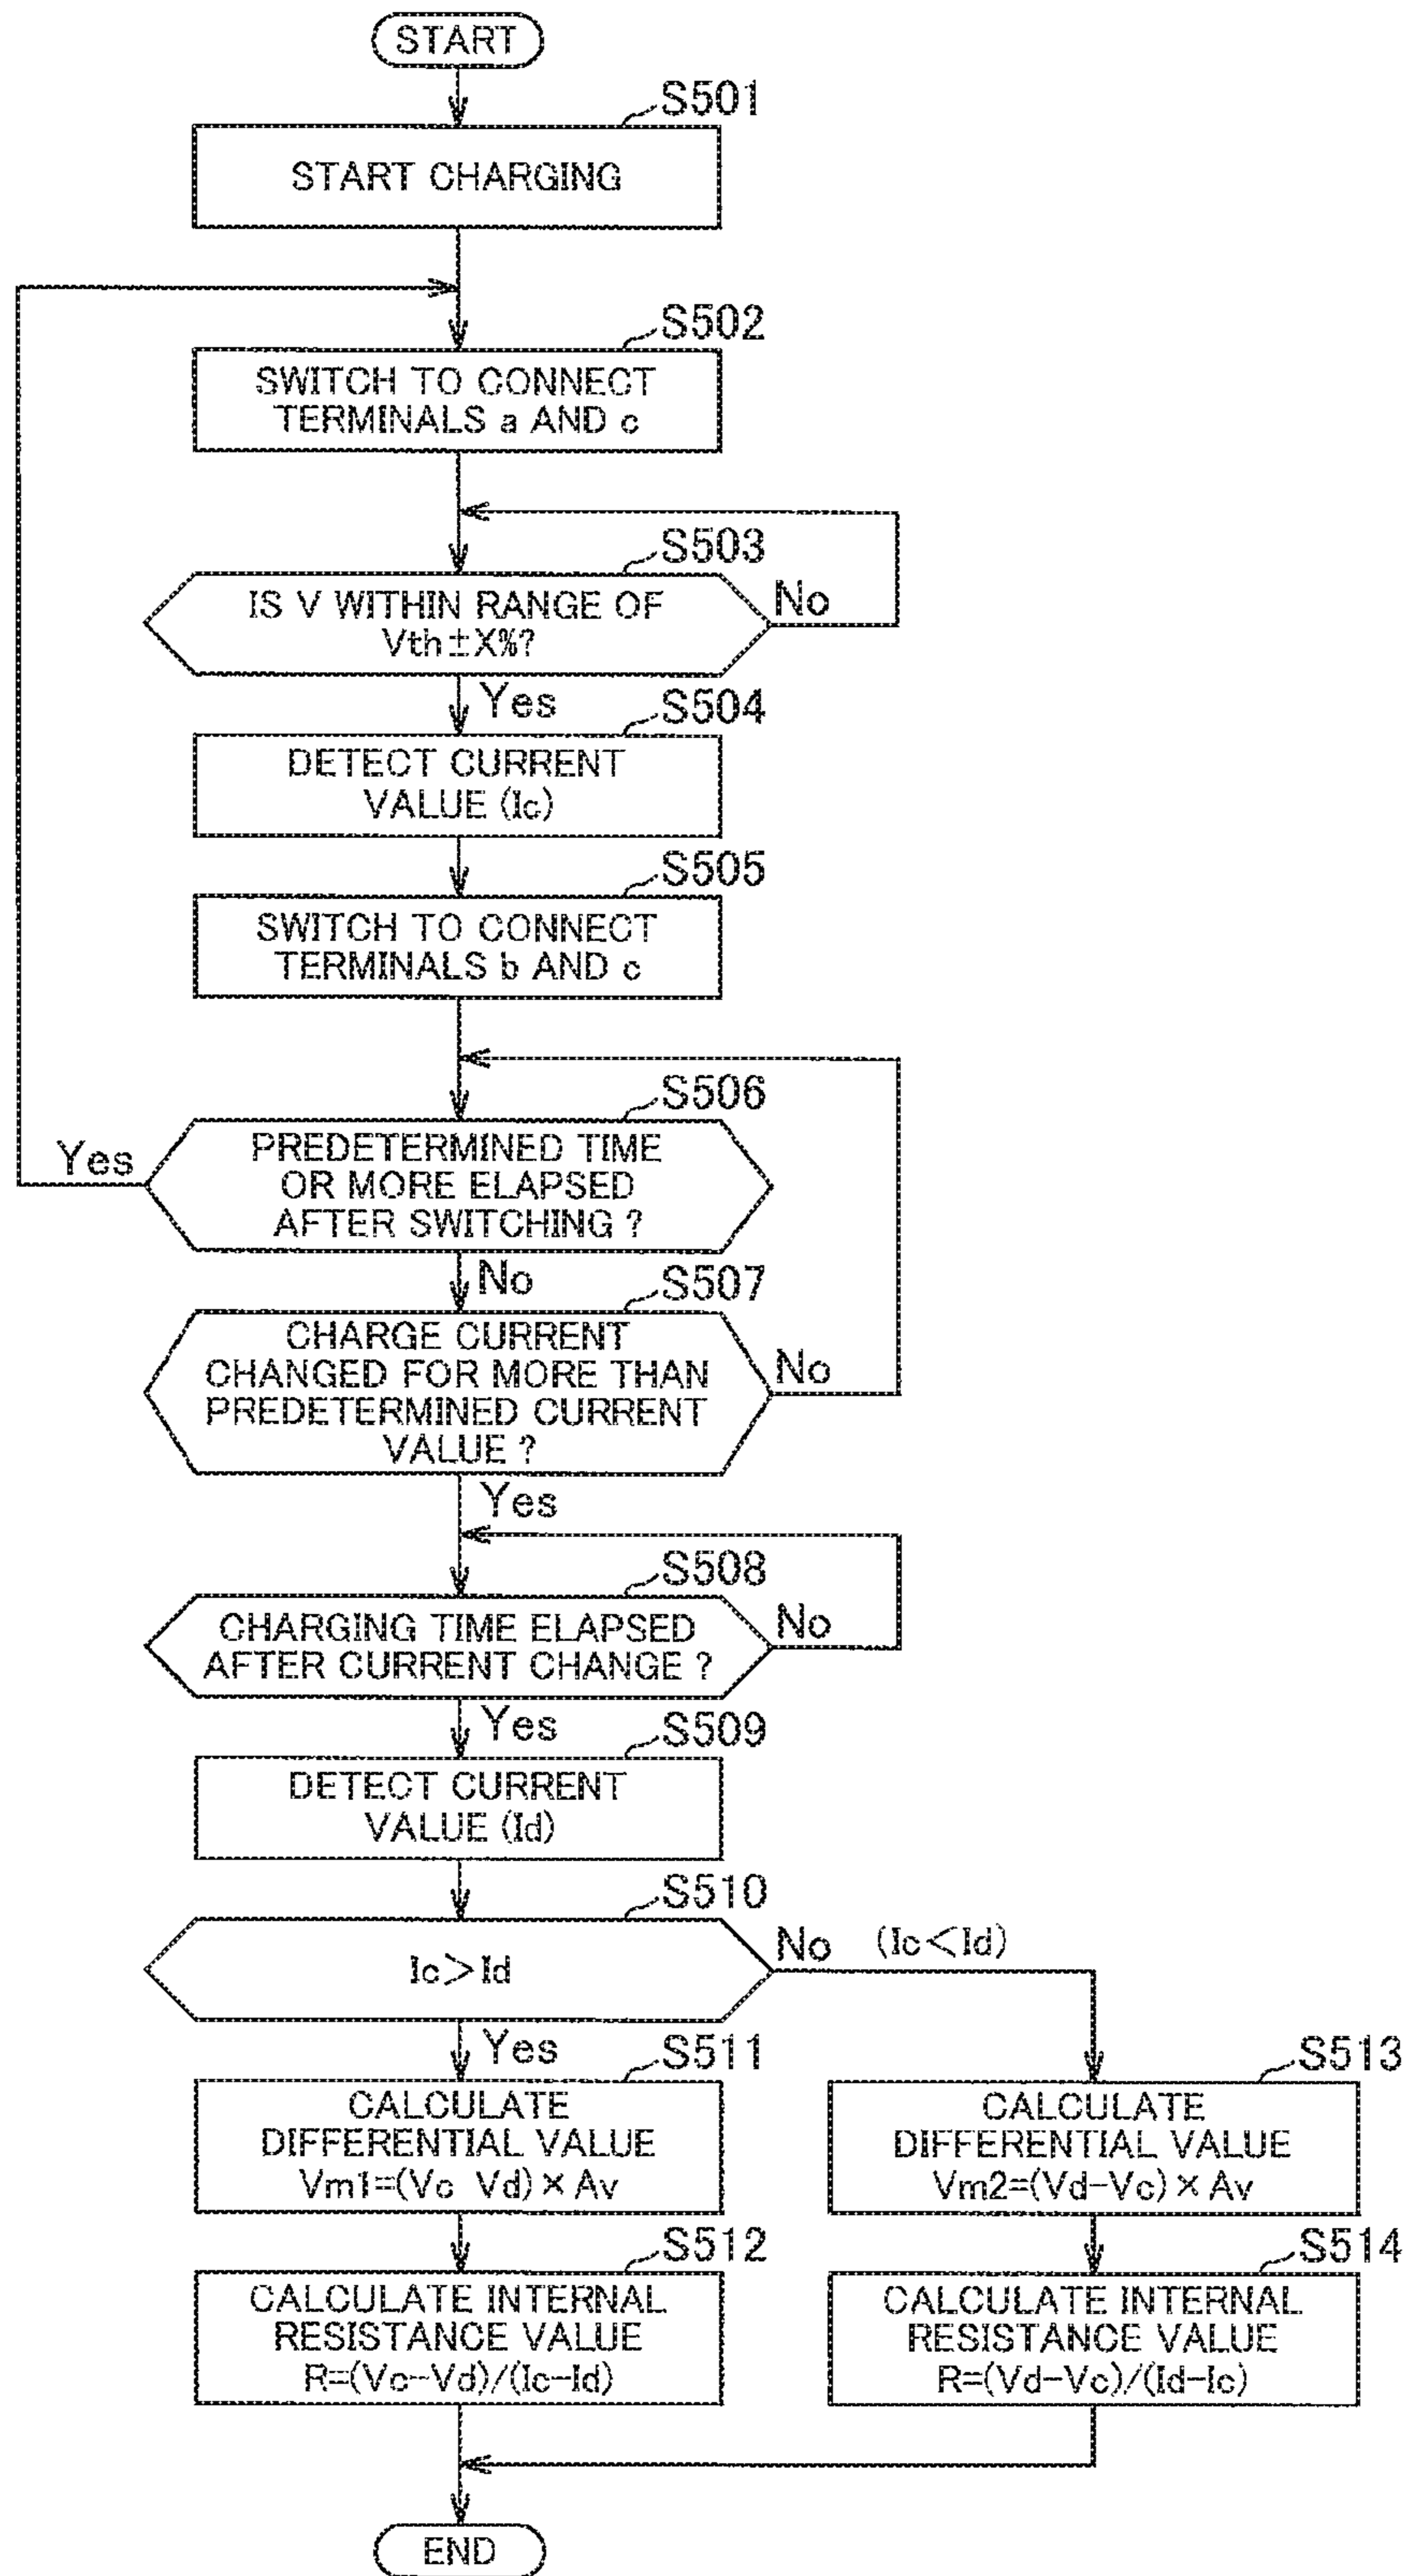 START
S501
START CHARGING
S502
SWITCH TO CONNECT
TERMINALS a AND c
S503
IS V WITHIN RANGE OF
Vth±X%?
No
Yes
S504
DETECT CURRENT
VALUE (Ic)
S505
SWITCH TO CONNECT
TERMINALS b AND c
S506
PREDETERMINED TIME
OR MORE ELAPSED
AFTER SWITCHING ?
Yes
No
S507
CHARGE CURRENT
CHANGED FOR MORE THAN
PREDETERMINED CURRENT
VALUE ?
No
Yes
S508
CHARGING TIME ELAPSED
AFTER CURRENT CHANGE ?
No
Yes
S509
DETECT CURRENT
VALUE (Id)
S510
Ic>Id
No (Ic<Id)
Yes
S511
CALCULATE
DIFFERENTIAL VALUE
Vm1=(Vc Vd)×Av
S512
CALCULATE INTERNAL
RESISTANCE VALUE
R=(Vc-Vd)/(Ic-Id)
S513
CALCULATE
DIFFERENTIAL VALUE
Vm2=(Vd-Vc)×Av
S514
CALCULATE INTERNAL
RESISTANCE VALUE
R=(Vd-Vc)/(Id-Ic)
END